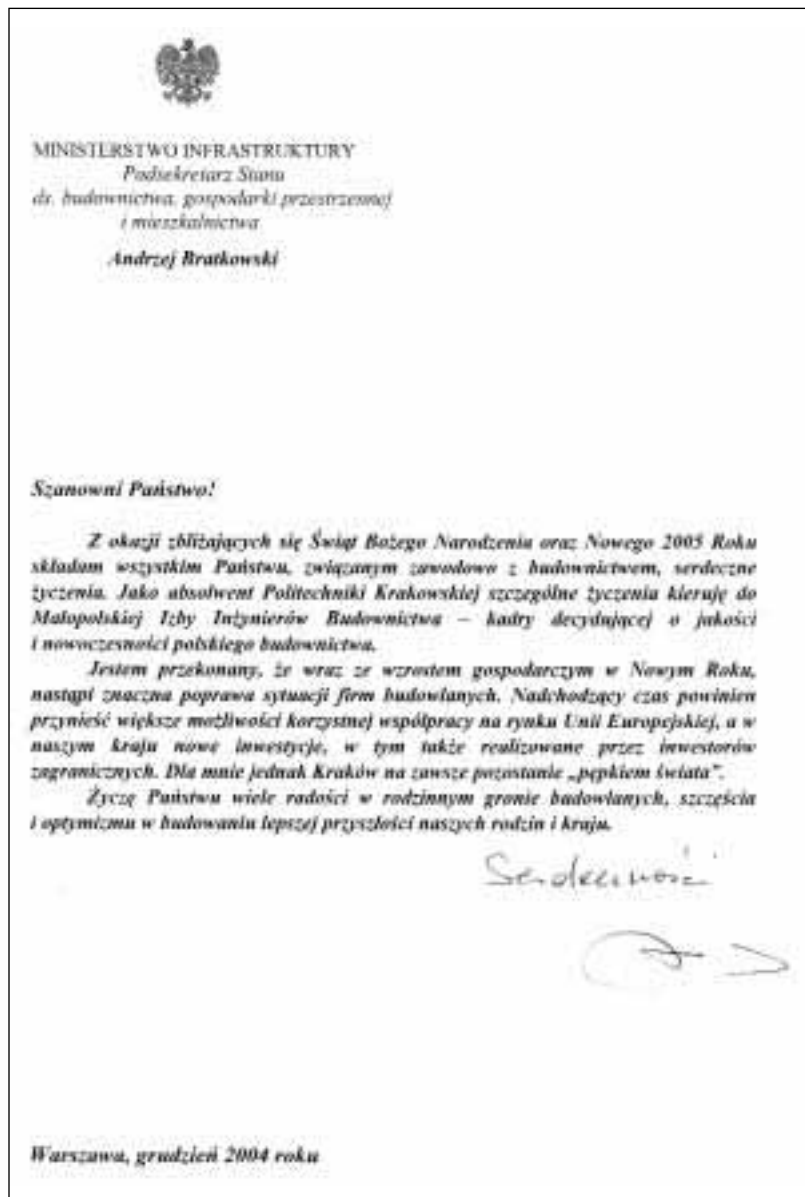 MINISTERSTWO INFRASTRUKTURY
Podsekretarz Stanu
ds. budownictwa, gospodarki przestrzennej
i mieszkalnictwa
Andrzej Bratkowski
Szanowni Państwo!
Z okazji zbliżających się Świąt Bożego Narodzenia oraz Nowego 2005 Roku
składam wszystkim Państwu, związanym zawodowo z budownictwem, serdeczne
życzenia. Jako absolwent Politechniki Krakowskiej szczególne życzenia kieruję do
Małopolskiej Izby Inżynierów Budownictwa – kadry decydującej o jakości
i nowoczesności polskiego budownictwa.
Jestem przekonany, że wraz ze wzrostem gospodarczym w Nowym Roku,
nastąpi znaczna poprawa sytuacji firm budowlanych. Nadchodzący czas powinien
przynieść większe możliwości korzystnej współpracy na rynku Unii Europejskiej, a w
naszym kraju nowe inwestycje, w tym także realizowane przez inwestorów
zagranicznych. Dla mnie jednak Kraków na zawsze pozostanie „pępkiem świata".
Życzę Państwu wiele radości w rodzinnym gronie budowlanych, szczęścia
i optymizmu w budowaniu lepszej przyszłości naszych rodzin i kraju.
Serdeczności
Warszawa, grudzień 2004 roku